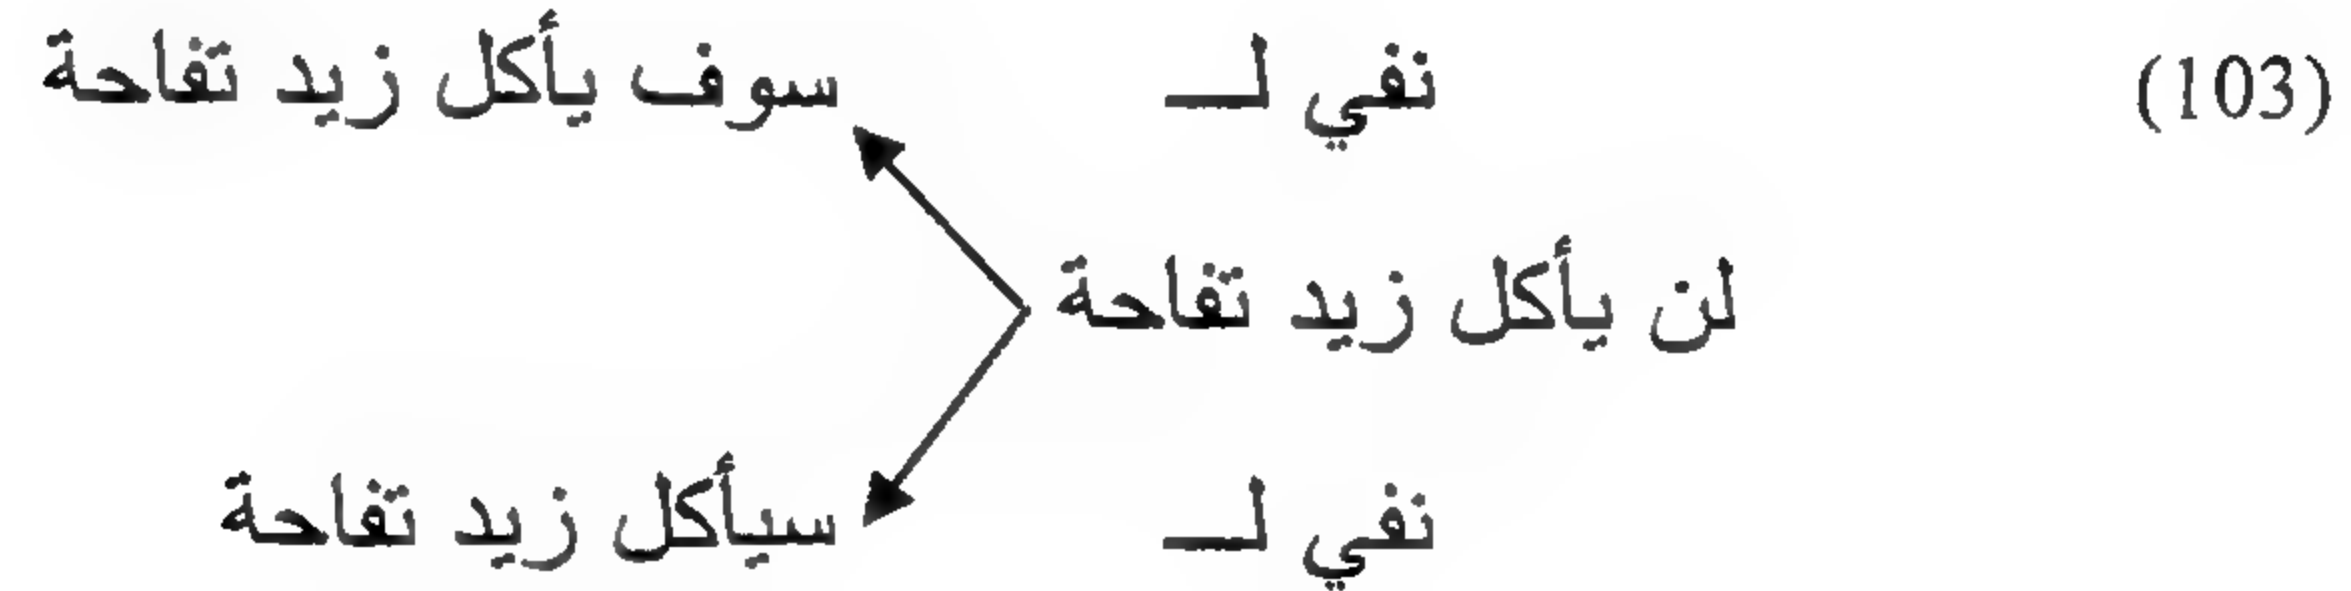 (103) نفي لـــ سوف يأكل زيد تفاحة
لن يأكل زيد تفاحة
نفي لـــ سيأكل زيد تفاحة